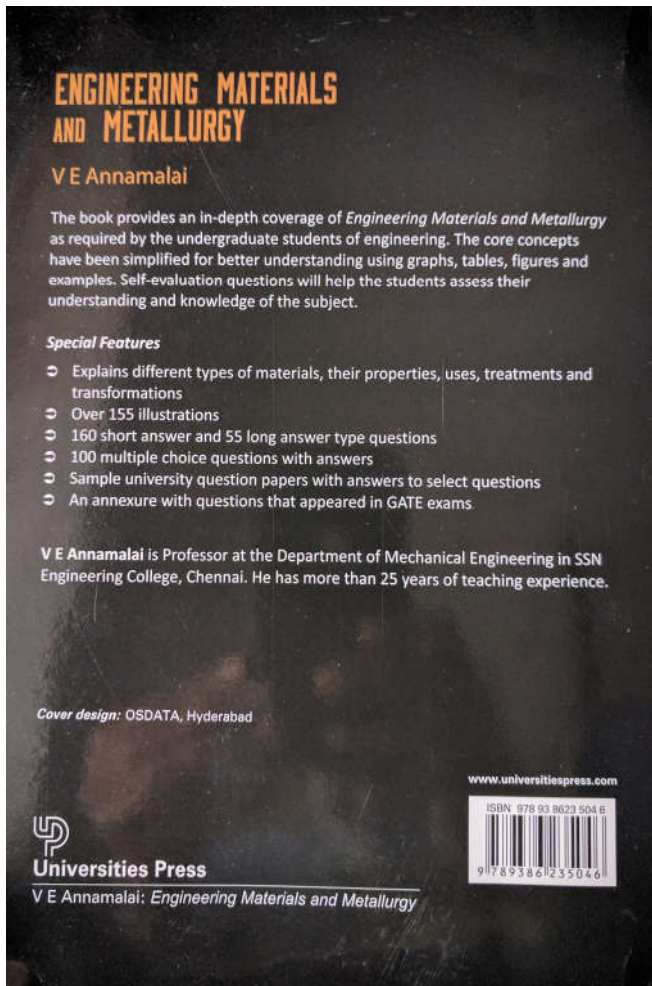 ENGINEERING MATERIALS
AND METALLURGY
V E Annamalai
The book provides an in-depth coverage of Engineering Materials and Metallurgy
as required by the undergraduate students of engineering. The core concepts
have been simplified for better understanding using graphs, tables, figures and
examples. Self-evaluation questions will help the students assess their
understanding and knowledge of the subject.
Special Features
Explains different types of materials, their properties, uses, treatments and
transformations
Over 155 illustrations
160 short answer and 55 long answer type questions
100 multiple choice questions with answers
Sample university question papers with answers to select questions
An annexure with questions that appeared in GATE exams
V E Annamalai is Professor at the Department of Mechanical Engineering in SSN
Engineering College, Chennai. He has more than 25 years of teaching experience.
Cover design: OSDATA, Hyderabad
www.universitiespress.com
ISBN 978 93 8623 504 6
9 789386 235046
UP
Universities Press
V E Annamalai: Engineering Materials and Metallurgy